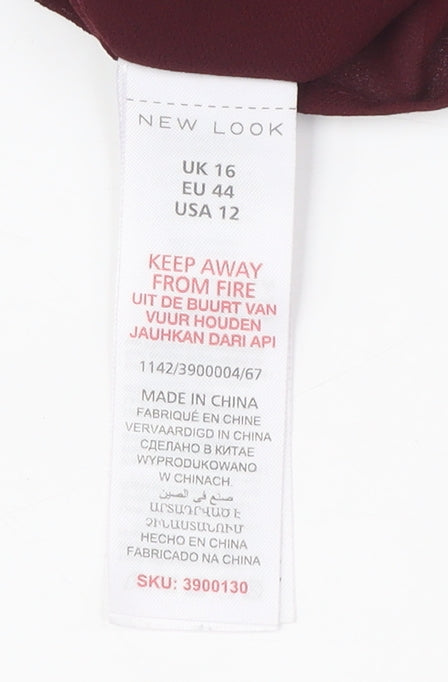 NEW LOOK
UK 16
EU 44
USA 12
KEEP AWAY
FROM FIRE
UIT DE BUURT VAN
VUUR HOUDEN
JAUHKAN DARI API
1142/3900004/67
MADE IN CHINA
FABRIQUÉ EN CHINE
VERVAARDIGD IN CHINA
СДЕЛАНО В КИТАЕ
WYPRODUKOWANO
W CHINACH
صنع في الصين
ԱՐՏԱԴՐՎԱԾ Է
ՉԻՆԱՍՏԱՆՈՒՄ
HECHO EN CHINA
FABRICADO NA CHINA
SKU: 3900130